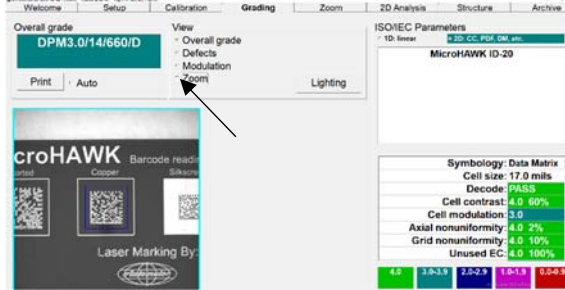 Welcome Setup Calibration Grading Zoom 2D Analysis Structure Archive
Overall grade
DPM3.0/14/660/D
Print Auto
View
Overall grade
Defects
Modulation
Zoom
Lighting
ISO/IEC Parameters
1D: linear 2D: CC, PDF, DM, etc.
MicroHAWK ID-20
croHAWK Barcode readin
orted Copper Silkscre
Laser Marking By:
Symbology: Data Matrix
Cell size: 17.0 mils
Decode: PASS
Cell contrast: 4.0 60%
Cell modulation: 3.0
Axial nonuniformity: 4.0 2%
Grid nonuniformity: 4.0 10%
Unused EC: 4.0 100%
4.0 3.0-3.9 2.0-2.9 1.0-1.9 0.0-0.9